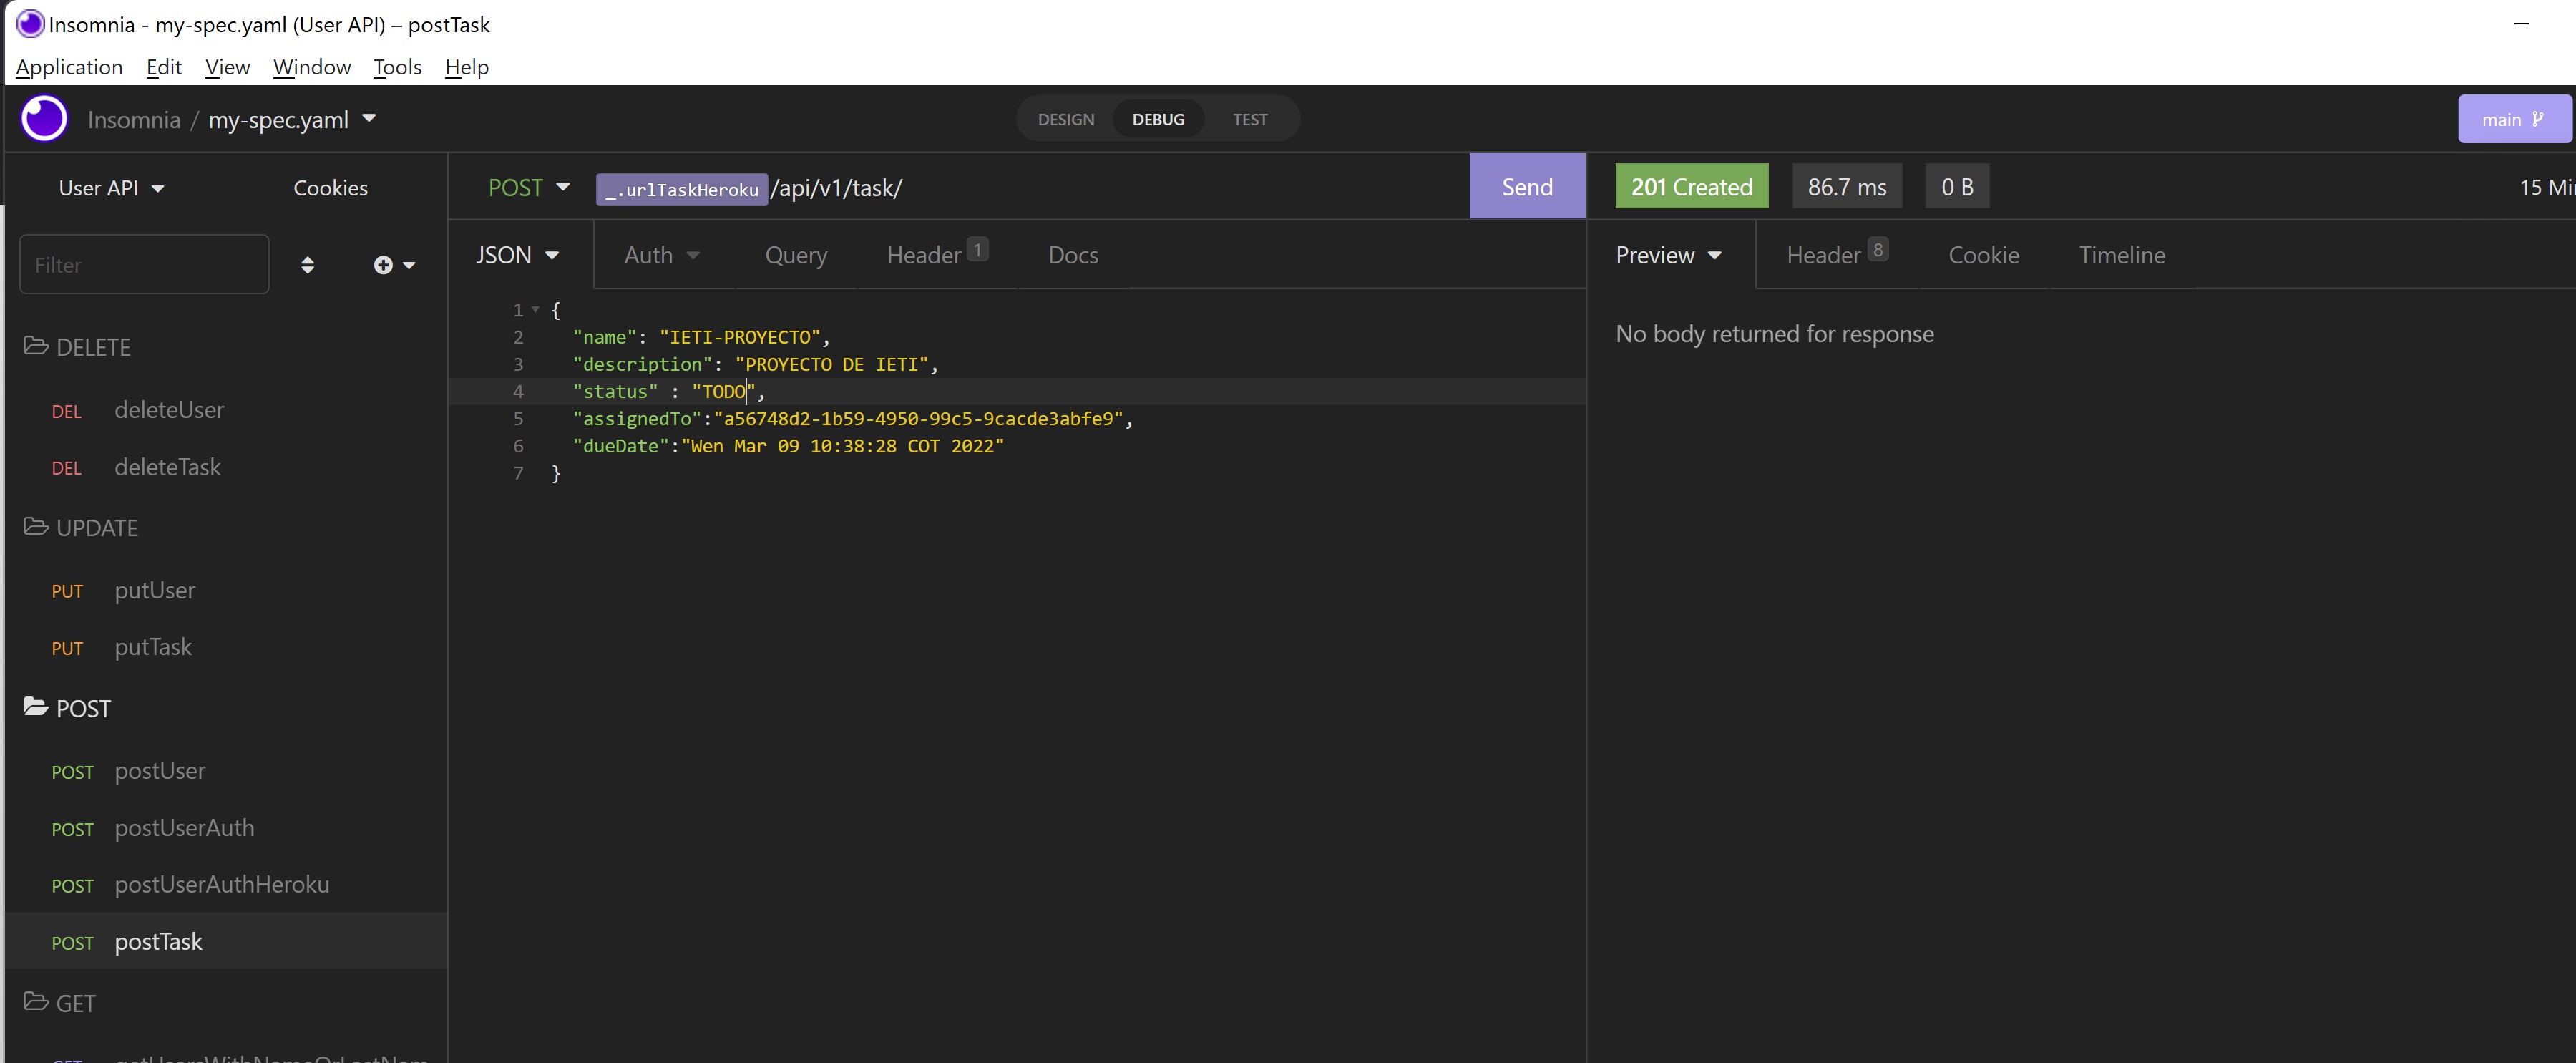 Insomnia - my-spec.yaml (User API) – postTask
Application Edit View Window Tools Help
Insomnia / my-spec.yaml
DESIGN DEBUG TEST
main
User API Cookies
POST _.urlTaskHeroku /api/v1/task/ Send
201 Created 86.7 ms 0 B 15
Filter
JSON Auth Query Header 1 Docs
Preview Header 8 Cookie Timeline
1 {
2 "name": "IETI-PROYECTO",
3 "description": "PROYECTO DE IETI",
4 "status" : "TODO",
5 "assignedTo":"a56748d2-1b59-4950-99c5-9cacde3abfe9",
6 "dueDate":"Wen Mar 09 10:38:28 COT 2022"
7 }
No body returned for response
DELETE
DEL deleteUser
DEL deleteTask
UPDATE
PUT putUser
PUT putTask
POST
POST postUser
POST postUserAuth
POST postUserAuthHeroku
POST postTask
GET